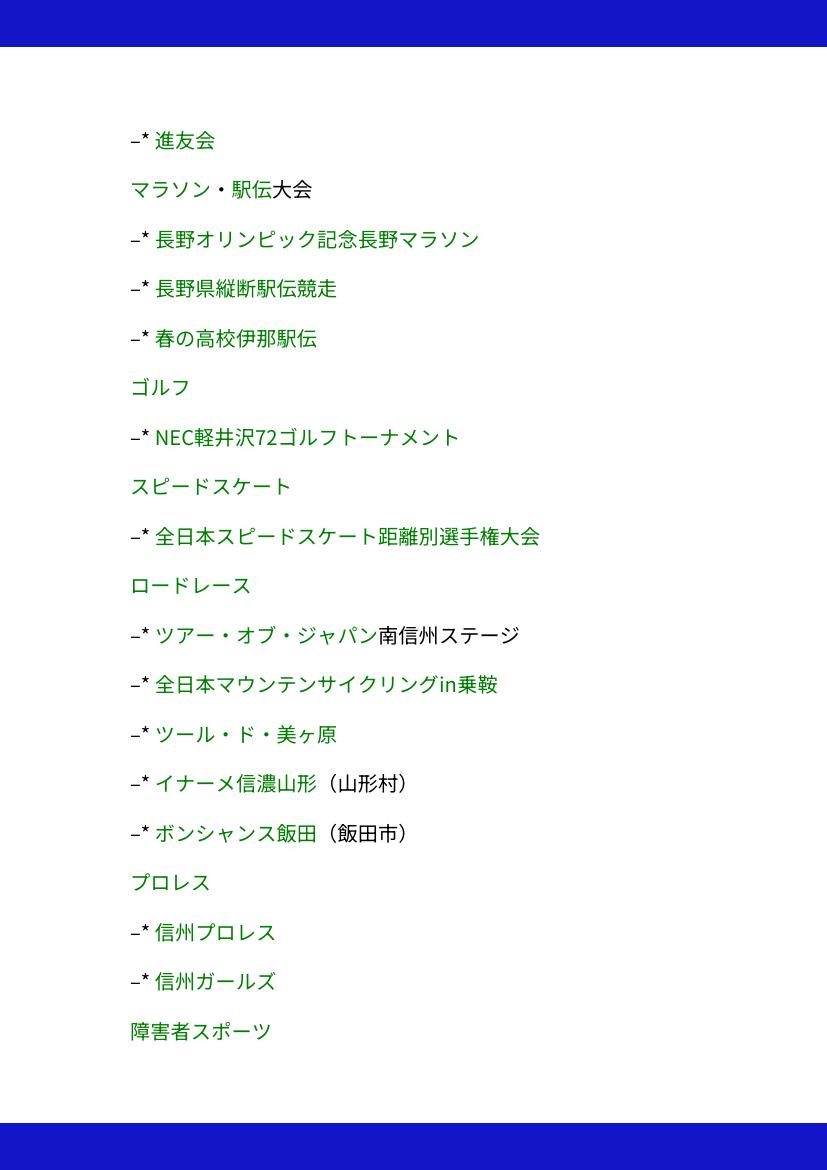 –* 進友会
マラソン・駅伝大会
–* 長野オリンピック記念長野マラソン
–* 長野県縦断駅伝競走
–* 春の高校伊那駅伝
ゴルフ
–* NEC軽井沢72ゴルフトーナメント
スピードスケート
–* 全日本スピードスケート距離別選手権大会
ロードレース
–* ツアー・オブ・ジャパン南信州ステージ
–* 全日本マウンテンサイクリングin乗鞍
–* ツール・ド・美ヶ原
–* イナーメ信濃山形（山形村）
–* ボンシャンス飯田（飯田市）
プロレス
–* 信州プロレス
–* 信州ガールズ
障害者スポーツ